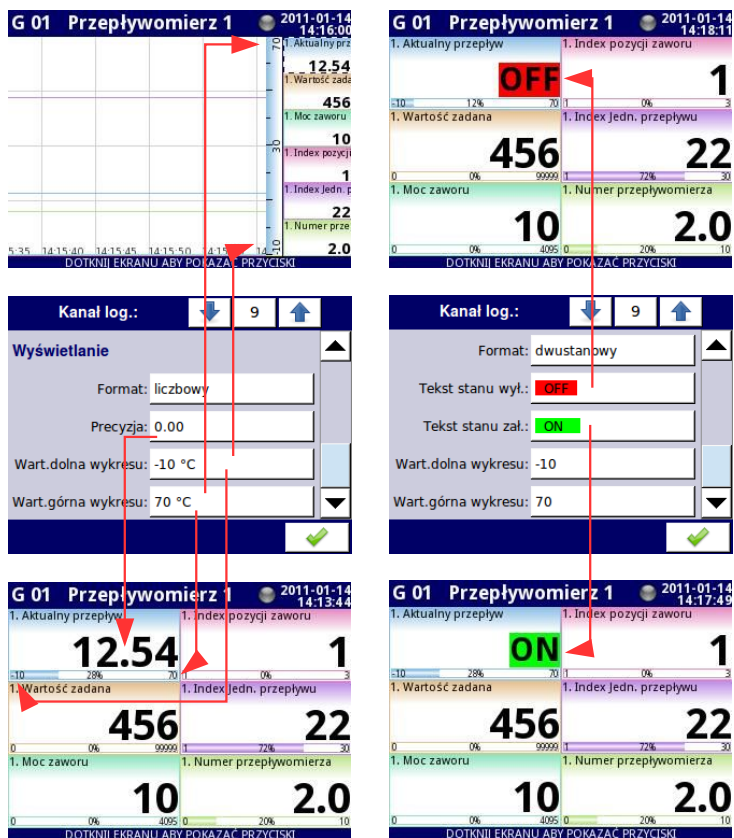 G 01 Przepływomierz 1 2011-01-14
14:16:00
70
30
-10
1. Aktualny prz
12.54
1. Wartość zada
456
1. Moc zaworu
10
1. Index pozycji
1
1. Index Jedn. p
22
1. Numer prze
2.0
5:35 14:15:40 14:15:45 14:15:50
DOTKNIJ EKRANU ABY POKAZAĆ PRZYCISKI
G 01 Przepływomierz 1 2011-01-14
14:18:11
1. Aktualny przepływ 1. Index pozycji zaworu
OFF 1
-10 12% 70 1 0% 3
1. Wartość zadana 1. Index Jedn. przepływu
456 22
0 0% 99999 1 72% 30
1. Moc zaworu 1. Numer przepływomierza
10 2.0
0 0% 4095 0 20% 10
DOTKNIJ EKRANU ABY POKAZAĆ PRZYCISKI
Kanał log.: 9
Wyświetlanie
Format: liczbowy
Precyzja: 0.00
Wart.dolna wykresu: -10 °C
Wart.górna wykresu: 70 °C
Kanał log.: 9
Format: dwustanowy
Tekst stanu wył.: OFF
Tekst stanu zał.: ON
Wart.dolna wykresu: -10
Wart.górna wykresu: 70
G 01 Przepływomierz 1 2011-01-14
14:13:44
1. Aktualny przepływ 1. Index pozycji zaworu
12.54 1
-10 28% 70 1 0% 3
1. Wartość zadana 1. Index Jedn. przepływu
456 22
0 0% 99999 1 72% 30
1. Moc zaworu 1. Numer przepływomierza
10 2.0
0 0% 4095 0 20% 10
DOTKNIJ EKRANU ABY POKAZAĆ PRZYCISKI
G 01 Przepływomierz 1 2011-01-14
14:17:49
1. Aktualny przepływ 1. Index pozycji zaworu
ON 1
-10 28% 70 1 0% 3
1. Wartość zadana 1. Index Jedn. przepływu
456 22
0 0% 99999 1 72% 30
1. Moc zaworu 1. Numer przepływomierza
10 2.0
0 0% 4095 0 20% 10
DOTKNIJ EKRANU ABY POKAZAĆ PRZYCISKI